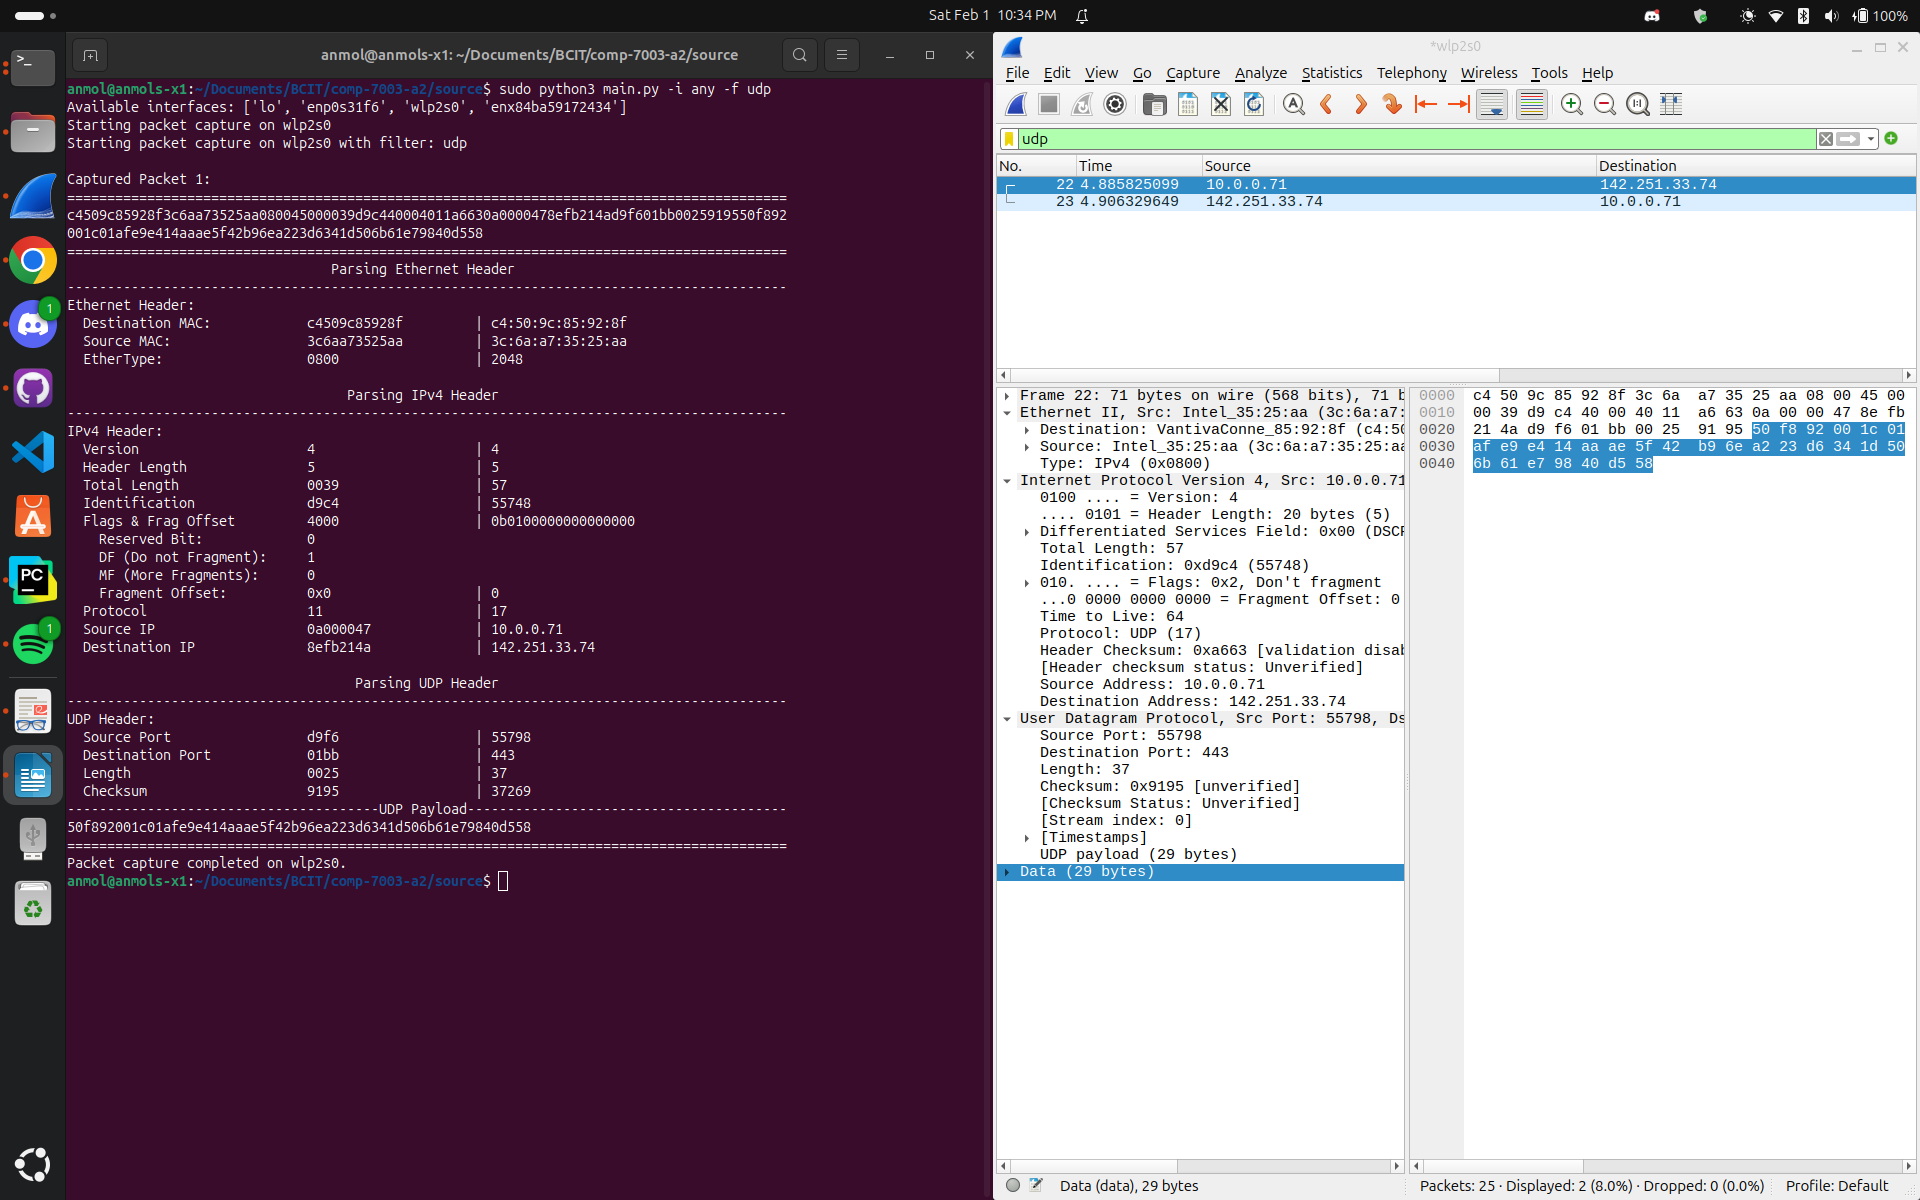 Sat Feb 1 10:34 PM
100%
anmol@anmols-x1: ~/Documents/BCIT/comp-7003-a2/source
anmol@anmols-x1:~/Documents/BCIT/comp-7003-a2/source$ sudo python3 main.py -i any -f udp
Available interfaces: ['lo', 'enp0s31f6', 'wlp2s0', 'enx84ba59172434']
Starting packet capture on wlp2s0
Starting packet capture on wlp2s0 with filter: udp
Captured Packet 1:
==========================================================================================
c4509c85928f3c6aa73525aa080045000039d9c440004011a6630a0000478efb214ad9f601bb0025919550f892
001c01afe9e414aaae5f42b96ea223d6341d506b61e79840d558
==========================================================================================
Parsing Ethernet Header
------------------------------------------------------------------------------------------
Ethernet Header:
Destination MAC: c4509c85928f | c4:50:9c:85:92:8f
Source MAC: 3c6aa73525aa | 3c:6a:a7:35:25:aa
EtherType: 0800 | 2048
Parsing IPv4 Header
------------------------------------------------------------------------------------------
IPv4 Header:
Version 4 | 4
Header Length 5 | 5
Total Length 0039 | 57
Identification d9c4 | 55748
Flags & Frag Offset 4000 | 0b0100000000000000
Reserved Bit: 0
DF (Do not Fragment): 1
MF (More Fragments): 0
Fragment Offset: 0x0 | 0
Protocol 11 | 17
Source IP 0a000047 | 10.0.0.71
Destination IP 8efb214a | 142.251.33.74
Parsing UDP Header
------------------------------------------------------------------------------------------
UDP Header:
Source Port d9f6 | 55798
Destination Port 01bb | 443
Length 0025 | 37
Checksum 9195 | 37269
---------------------------------------UDP Payload----------------------------------------
50f892001c01afe9e414aaae5f42b96ea223d6341d506b61e79840d558
==========================================================================================
Packet capture completed on wlp2s0.
anmol@anmols-x1:~/Documents/BCIT/comp-7003-a2/source$
1
PC
1
*wlp2s0
File Edit View Go Capture Analyze Statistics Telephony Wireless Tools Help
udp
No. Time Source Destination
22 4.885825099 10.0.0.71 142.251.33.74
23 4.906329649 142.251.33.74 10.0.0.71
Frame 22: 71 bytes on wire (568 bits), 71 b
Ethernet II, Src: Intel_35:25:aa (3c:6a:a7:
Destination: VantivaConne_85:92:8f (c4:50
Source: Intel_35:25:aa (3c:6a:a7:35:25:aa
Type: IPv4 (0x0800)
Internet Protocol Version 4, Src: 10.0.0.71
0100 .... = Version: 4
.... 0101 = Header Length: 20 bytes (5)
Differentiated Services Field: 0x00 (DSCP
Total Length: 57
Identification: 0xd9c4 (55748)
010. .... = Flags: 0x2, Don't fragment
...0 0000 0000 0000 = Fragment Offset: 0
Time to Live: 64
Protocol: UDP (17)
Header Checksum: 0xa663 [validation disab
[Header checksum status: Unverified]
Source Address: 10.0.0.71
Destination Address: 142.251.33.74
User Datagram Protocol, Src Port: 55798, Ds
Source Port: 55798
Destination Port: 443
Length: 37
Checksum: 0x9195 [unverified]
[Checksum Status: Unverified]
[Stream index: 0]
[Timestamps]
UDP payload (29 bytes)
Data (29 bytes)
0000 c4 50 9c 85 92 8f 3c 6a a7 35 25 aa 08 00 45 00
0010 00 39 d9 c4 40 00 40 11 a6 63 0a 00 00 47 8e fb
0020 21 4a d9 f6 01 bb 00 25 91 95 50 f8 92 00 1c 01
0030 af e9 e4 14 aa ae 5f 42 b9 6e a2 23 d6 34 1d 50
0040 6b 61 e7 98 40 d5 58
Data (data), 29 bytes
Packets: 25 · Displayed: 2 (8.0%) · Dropped: 0 (0.0%)
Profile: Default